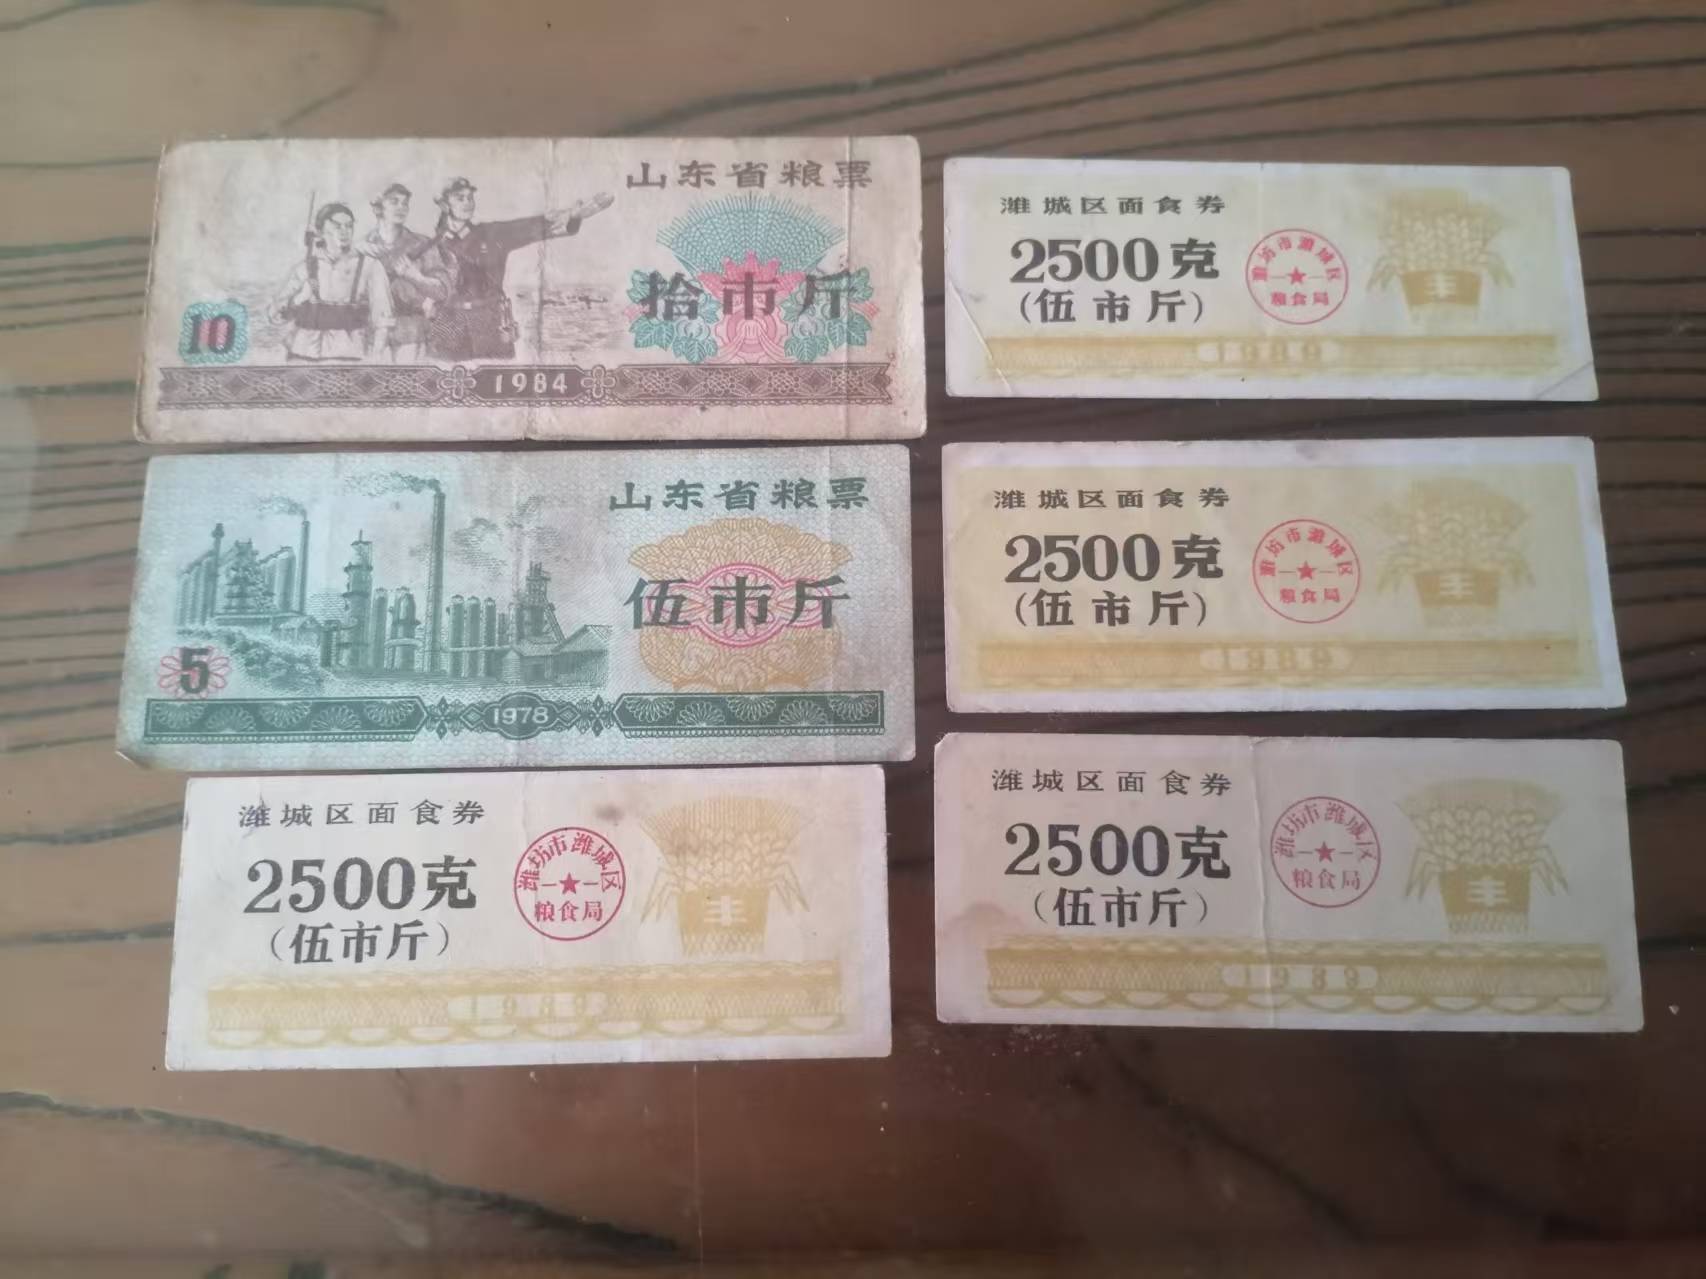 山东省粮票
拾市斤
10
1984
山东省粮票
伍市斤
5
1978
潍城区面食券
2500克
(伍市斤)
潍坊市潍城区
粮食局
丰
1989
潍城区面食券
2500克
(伍市斤)
潍坊市潍城区
粮食局
丰
1989
潍城区面食券
2500克
(伍市斤)
潍坊市潍城区
粮食局
丰
1989
潍城区面食券
2500克
(伍市斤)
潍坊市潍城区
粮食局
丰
1989